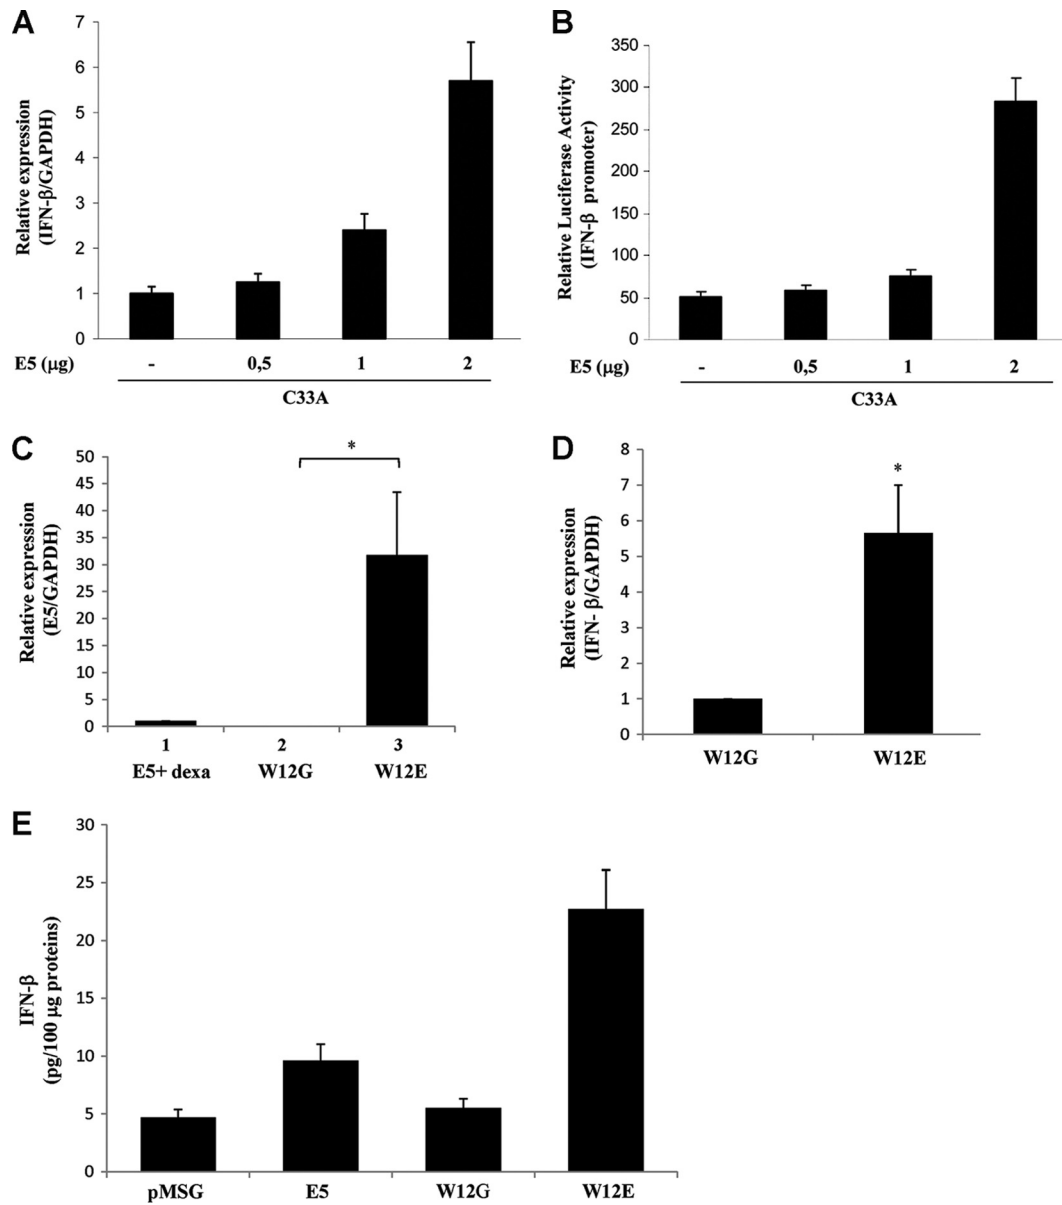 A
Relative expression
(IFN-β/GAPDH)
7
6
5
4
3
2
1
0
E5 (µg)
-
0,5
1
2
C33A
B
Relative Luciferase Activity
(IFN-β promoter)
350
300
250
200
150
100
50
0
E5 (µg)
-
0,5
1
2
C33A
C
Relative expression
(E5/GAPDH)
50
45
40
35
30
25
20
15
10
5
0
*
1
2
3
E5+ dexa
W12G
W12E
D
Relative expression
(IFN- β/GAPDH)
8
7
6
5
4
3
2
1
0
*
W12G
W12E
E
IFN-β
(pg/100 µg proteins)
30
25
20
15
10
5
0
pMSG
E5
W12G
W12E